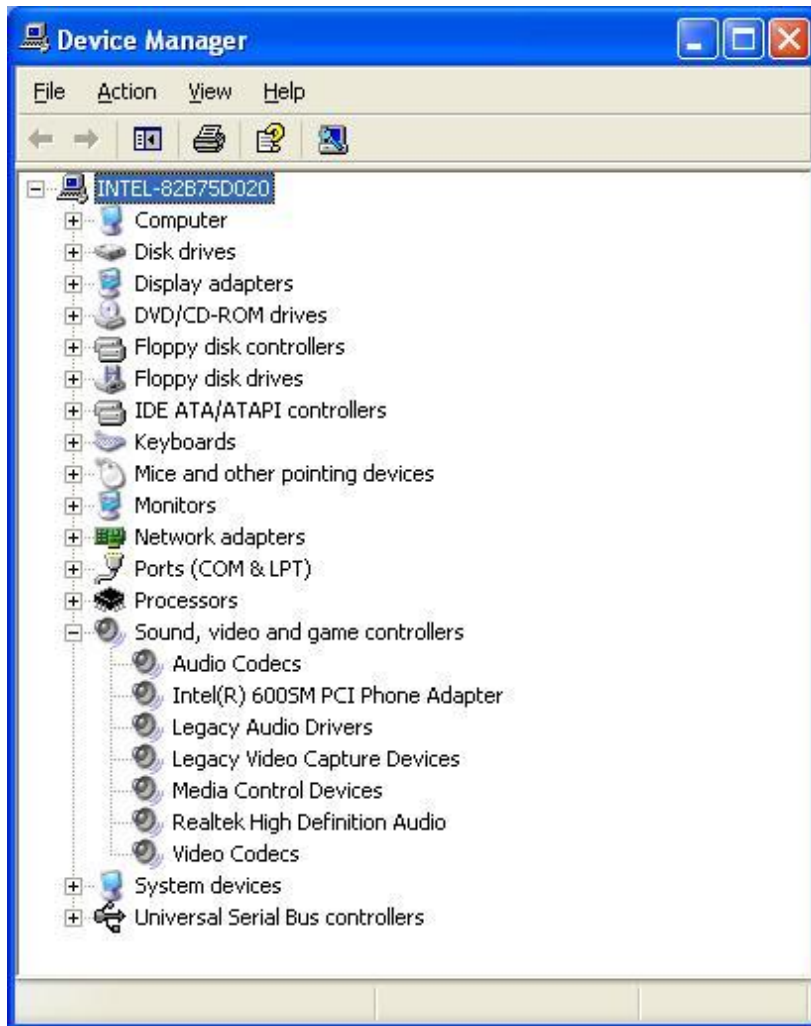 Device Manager
File Action View Help
INTEL-82B75D020
Computer
Disk drives
Display adapters
DVD/CD-ROM drives
Floppy disk controllers
Floppy disk drives
IDE ATA/ATAPI controllers
Keyboards
Mice and other pointing devices
Monitors
Network adapters
Ports (COM & LPT)
Processors
Sound, video and game controllers
Audio Codecs
Intel(R) 600SM PCI Phone Adapter
Legacy Audio Drivers
Legacy Video Capture Devices
Media Control Devices
Realtek High Definition Audio
Video Codecs
System devices
Universal Serial Bus controllers